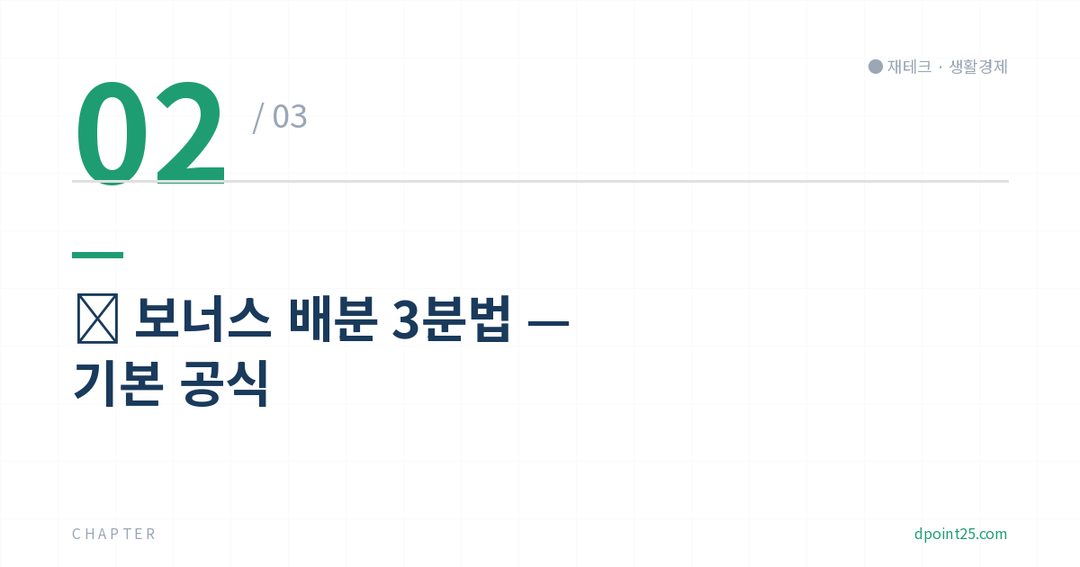 ● 재테크 · 생활경제
02 / 03
보너스 배분 3분법 —
기본 공식
CHAPTER
dpoint25.com